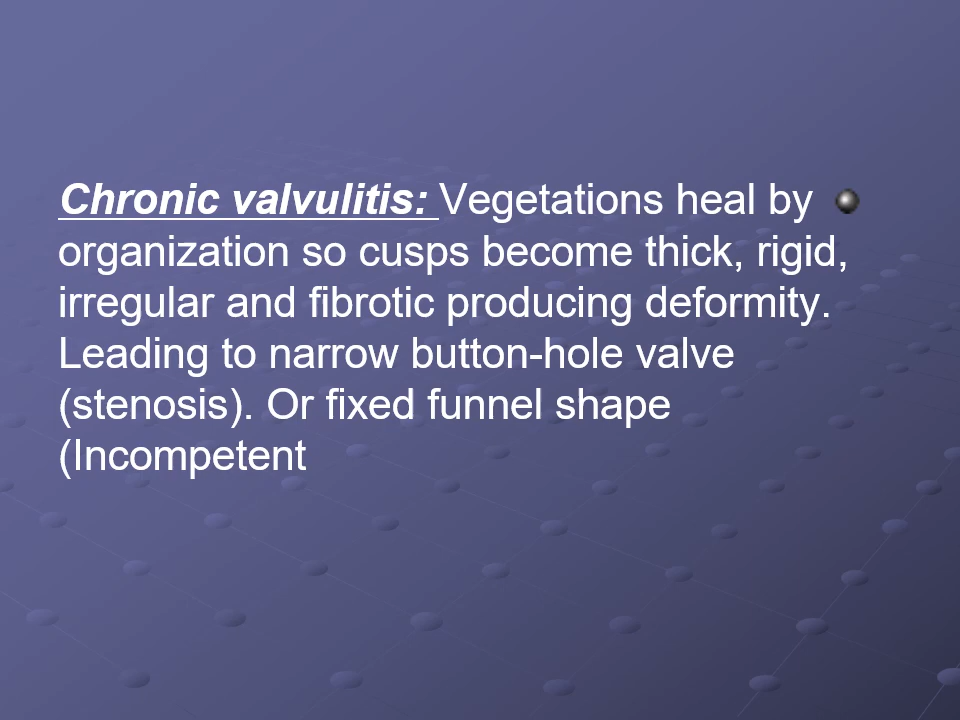 Chronic valvulitis: Vegetations heal by
organization so cusps become thick, rigid,
irregular and fibrotic producing deformity.
Leading to narrow button-hole valve
(stenosis). Or fixed funnel shape
(Incompetent